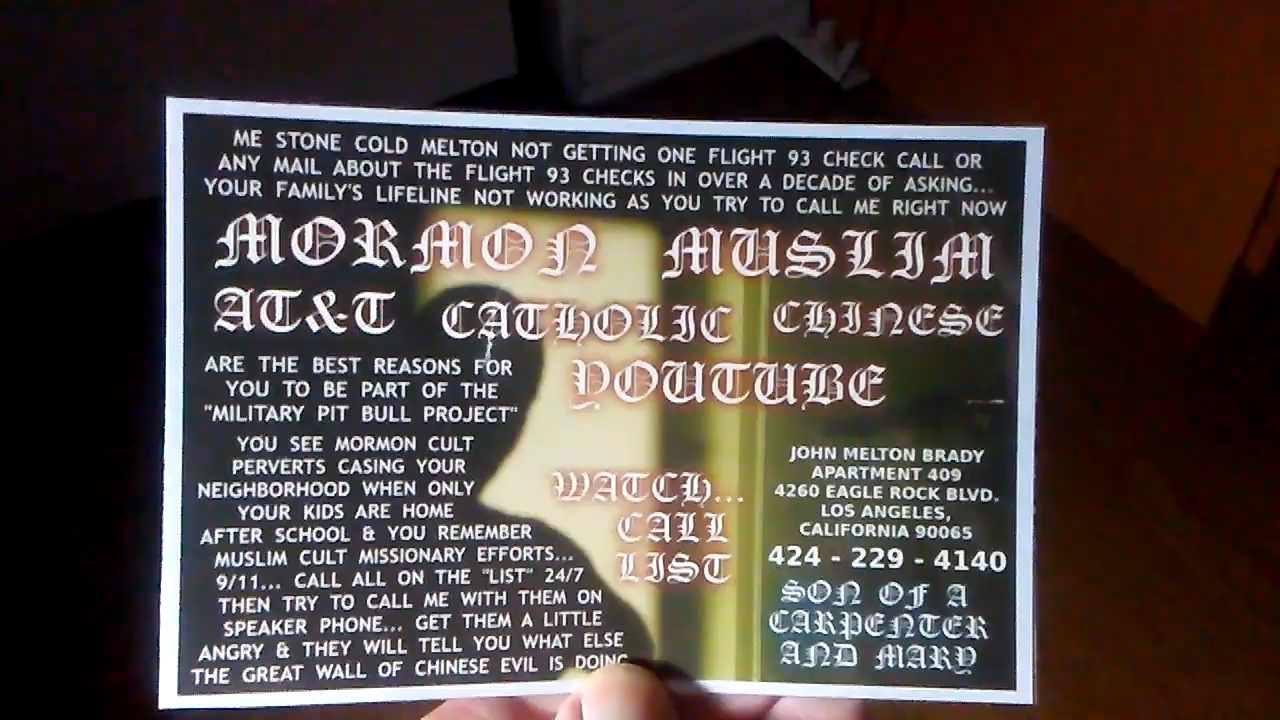 ME STONE COLD MELTON NOT GETTING ONE FLIGHT 93 CHECK CALL OR
ANY MAIL ABOUT THE FLIGHT 93 CHECKS IN OVER A DECADE OF ASKING...
YOUR FAMILY'S LIFELINE NOT WORKING AS YOU TRY TO CALL ME RIGHT NOW
MORMON MUSLIM
AT&T CATHOLIC CHINESE
YOUTUBE
ARE THE BEST REASONS FOR
YOU TO BE PART OF THE
"MILITARY PIT BULL PROJECT"
YOU SEE MORMON CULT
PERVERTS CASING YOUR
NEIGHBORHOOD WHEN ONLY
YOUR KIDS ARE HOME
AFTER SCHOOL & YOU REMEMBER
MUSLIM CULT MISSIONARY EFFORTS...
9/11... CALL ALL ON THE "LIST" 24/7
THEN TRY TO CALL ME WITH THEM ON
SPEAKER PHONE... GET THEM A LITTLE
ANGRY & THEY WILL TELL YOU WHAT ELSE
THE GREAT WALL OF CHINESE EVIL IS DOING
WATCH...
CALL
LIST
JOHN MELTON BRADY
APARTMENT 409
4260 EAGLE ROCK BLVD.
LOS ANGELES,
CALIFORNIA 90065
424 - 229 - 4140
SON OF A
CARPENTER
AND MARY